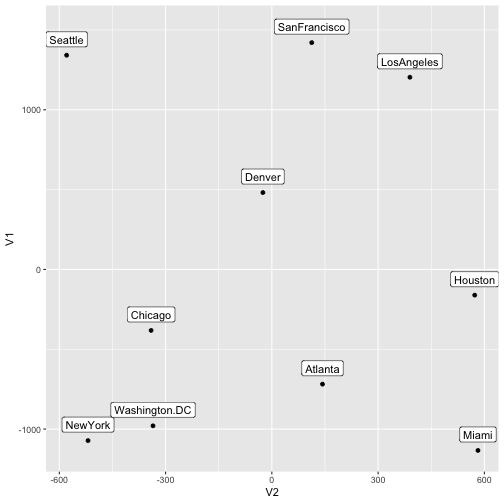 SanFrancisco
Seattle
LosAngeles
1000
Denver
V1
0
Houston
Chicago
Atlanta
Washington.DC
NewYork
-1000
Miami
-600
-300
0
300
600
V2